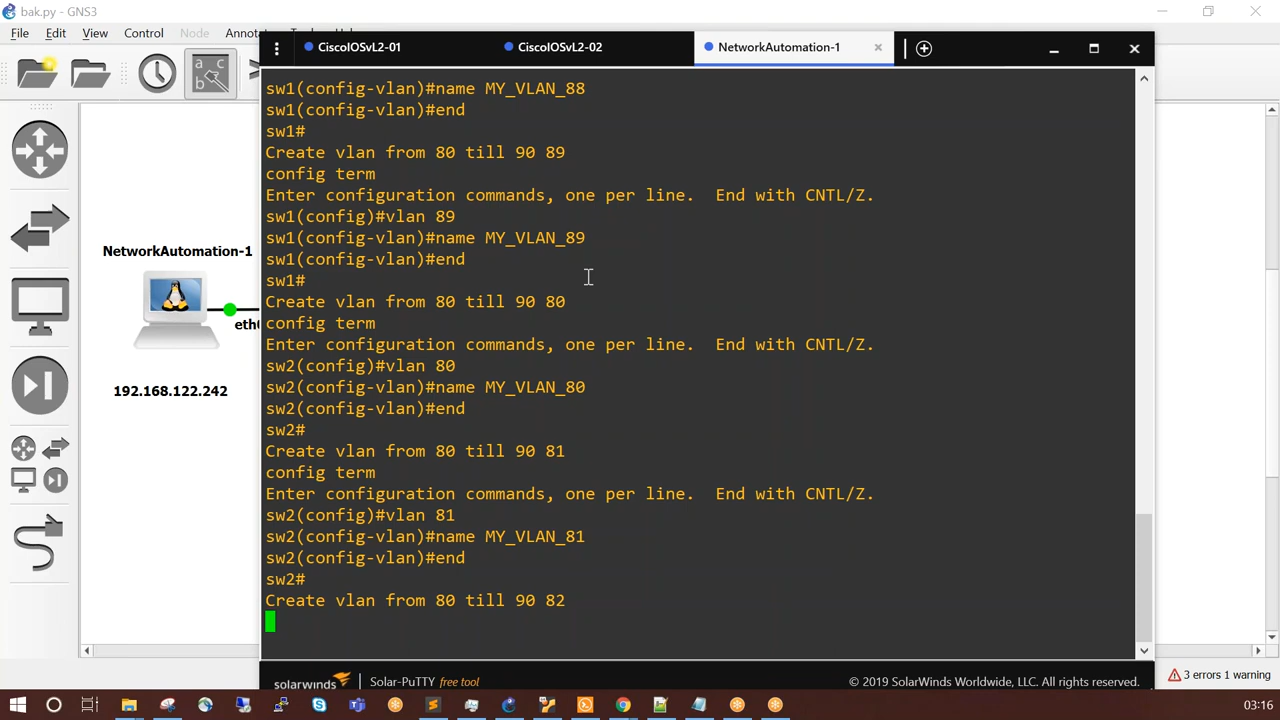 bak.py - GNS3
File Edit View Control Node Annotate Tools Help
CiscoIOSvL2-01
CiscoIOSvL2-02
NetworkAutomation-1
sw1(config-vlan)#name MY_VLAN_88
sw1(config-vlan)#end
sw1#
Create vlan from 80 till 90 89
config term
Enter configuration commands, one per line.  End with CNTL/Z.
sw1(config)#vlan 89
sw1(config-vlan)#name MY_VLAN_89
sw1(config-vlan)#end
sw1#
Create vlan from 80 till 90 80
config term
Enter configuration commands, one per line.  End with CNTL/Z.
sw2(config)#vlan 80
sw2(config-vlan)#name MY_VLAN_80
sw2(config-vlan)#end
sw2#
Create vlan from 80 till 90 81
config term
Enter configuration commands, one per line.  End with CNTL/Z.
sw2(config)#vlan 81
sw2(config-vlan)#name MY_VLAN_81
sw2(config-vlan)#end
sw2#
Create vlan from 80 till 90 82
NetworkAutomation-1
192.168.122.242
solarwinds Solar-PuTTY free tool © 2019 SolarWinds Worldwide, LLC. All rights reserved.
3 errors 1 warning
03:16